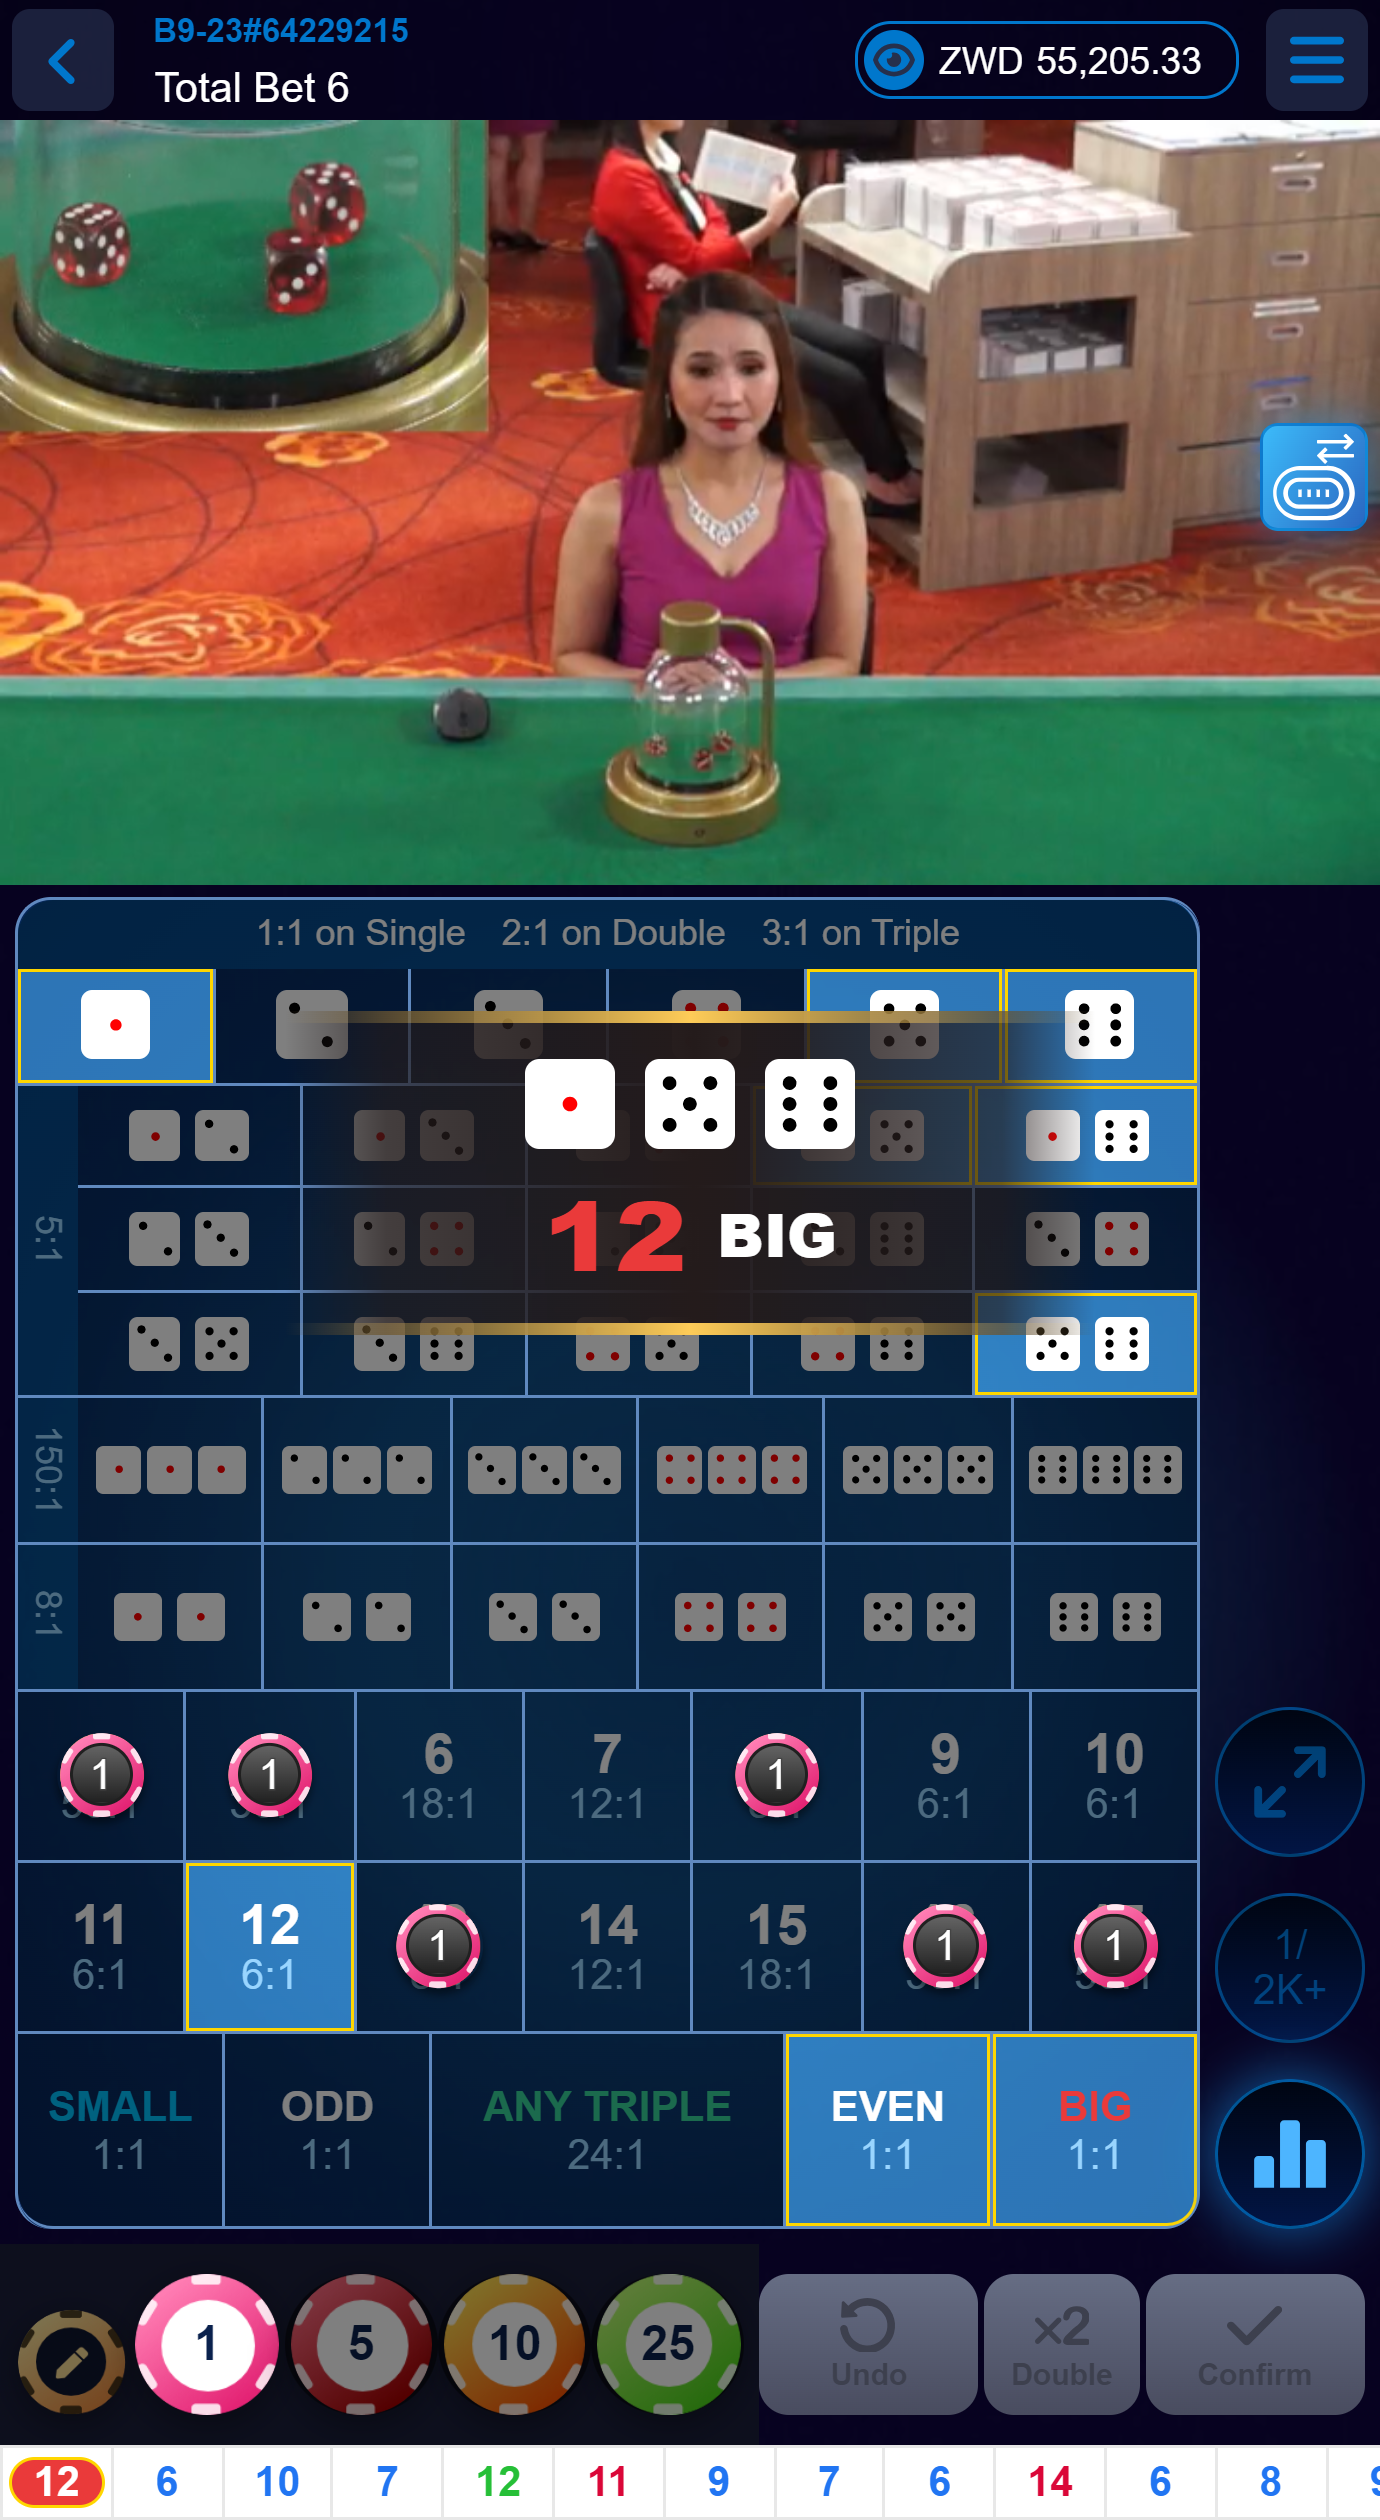 B9-23#64229215
Total Bet 6
ZWD 55,205.33
1:1 on Single 2:1 on Double 3:1 on Triple
12 BIG
5:1
150:1
8:1
1 1 6 7 1 9 10
18:1 12:1 6:1 6:1
11 12 1 14 15 1 1
6:1 6:1 12:1 18:1
1/
2K+
SMALL ODD ANY TRIPLE EVEN BIG
1:1 1:1 24:1 1:1 1:1
1 5 10 25
x2
Undo Double Confirm
12 6 10 7 12 11 9 7 6 14 6 8